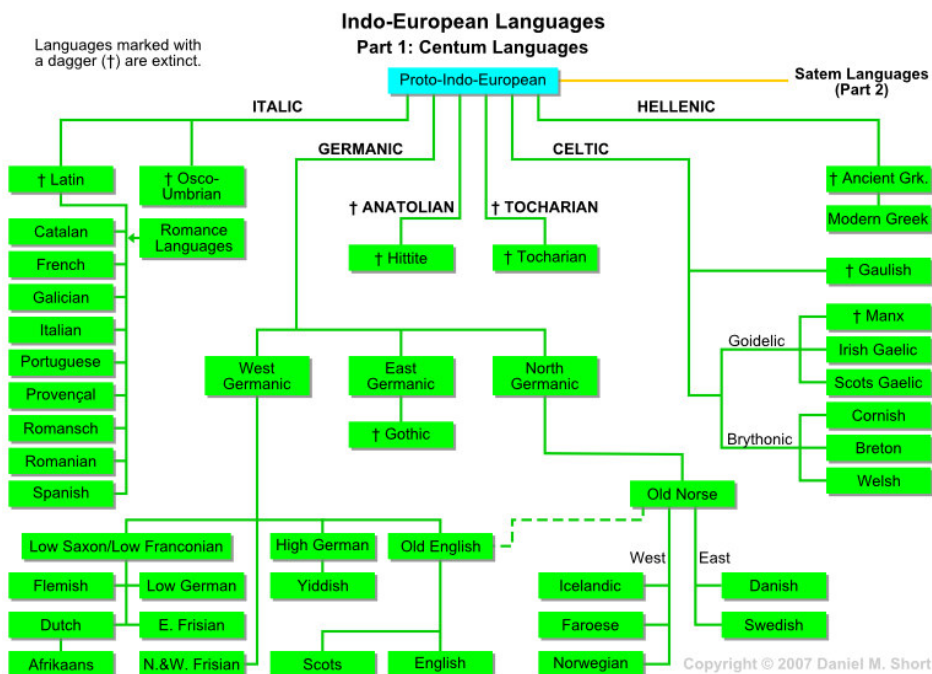 Indo-European Languages
Part 1: Centum Languages
Languages marked with
a dagger (†) are extinct.
Proto-Indo-European
Satem Languages
(Part 2)
ITALIC
HELLENIC
GERMANIC
CELTIC
† Latin
† Osco-
Umbrian
† Ancient Grk.
† ANATOLIAN
† TOCHARIAN
Modern Greek
Catalan
Romance
Languages
French
† Hittite
† Tocharian
† Gaulish
Galician
Italian
† Manx
Goidelic
Irish Gaelic
Portuguese
West
Germanic
East
Germanic
North
Germanic
Scots Gaelic
Provençal
Cornish
Romansch
† Gothic
Brythonic
Breton
Romanian
Welsh
Spanish
Old Norse
Low Saxon/Low Franconian
High German
Old English
West
East
Flemish
Low German
Yiddish
Icelandic
Danish
Dutch
E. Frisian
Faroese
Swedish
Afrikaans
N.&W. Frisian
Scots
English
Norwegian
Copyright © 2007 Daniel M. Short